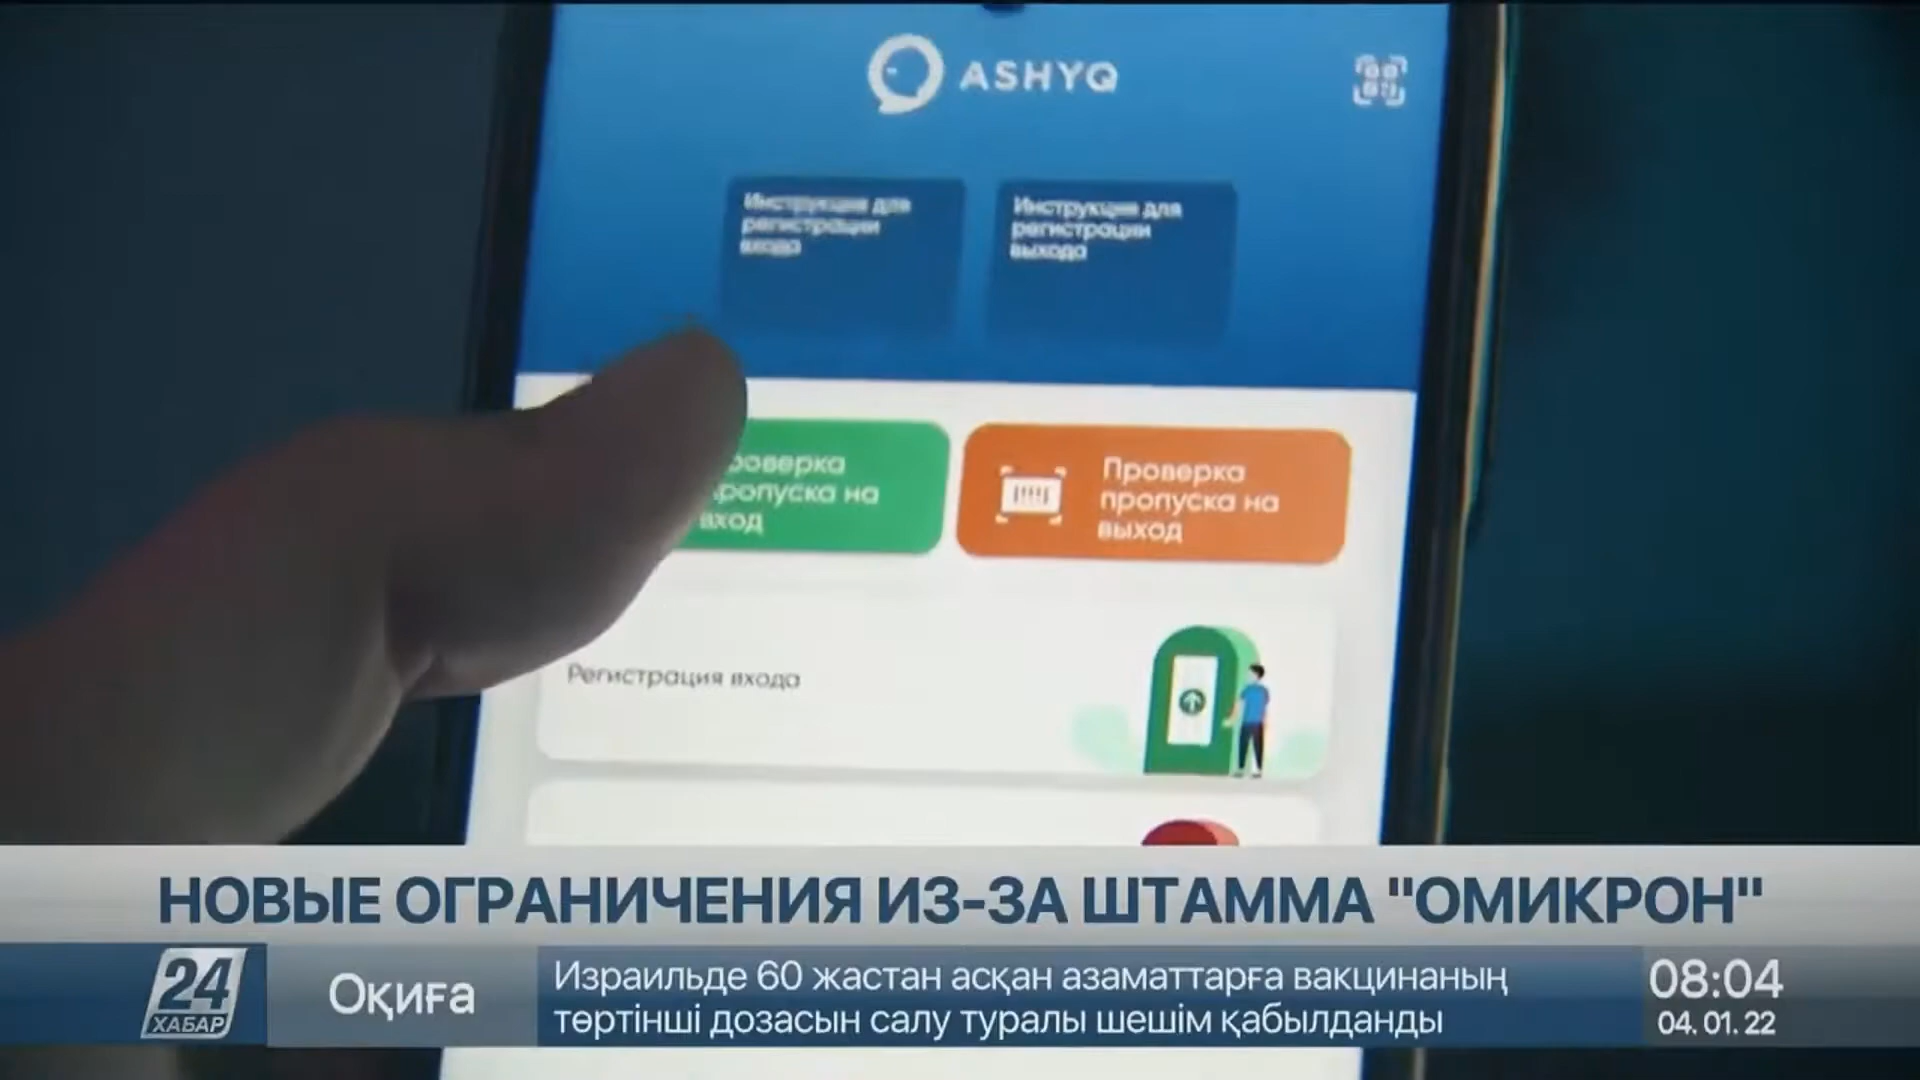 ASHYQ
Инструкция для
регистрации
входа
Инструкция для
регистрации
выхода
на
вход
Проверка
пропуска на
выход
Регистрация входа
НОВЫЕ ОГРАНИЧЕНИЯ ИЗ-ЗА ШТАММА "ОМИКРОН"
24
ХАБАР
Оқиға
Израильде 60 жастан асқан азаматтарға вакцинаның
төртінші дозасын салу туралы шешім қабылданды
08:04
04. 01. 22